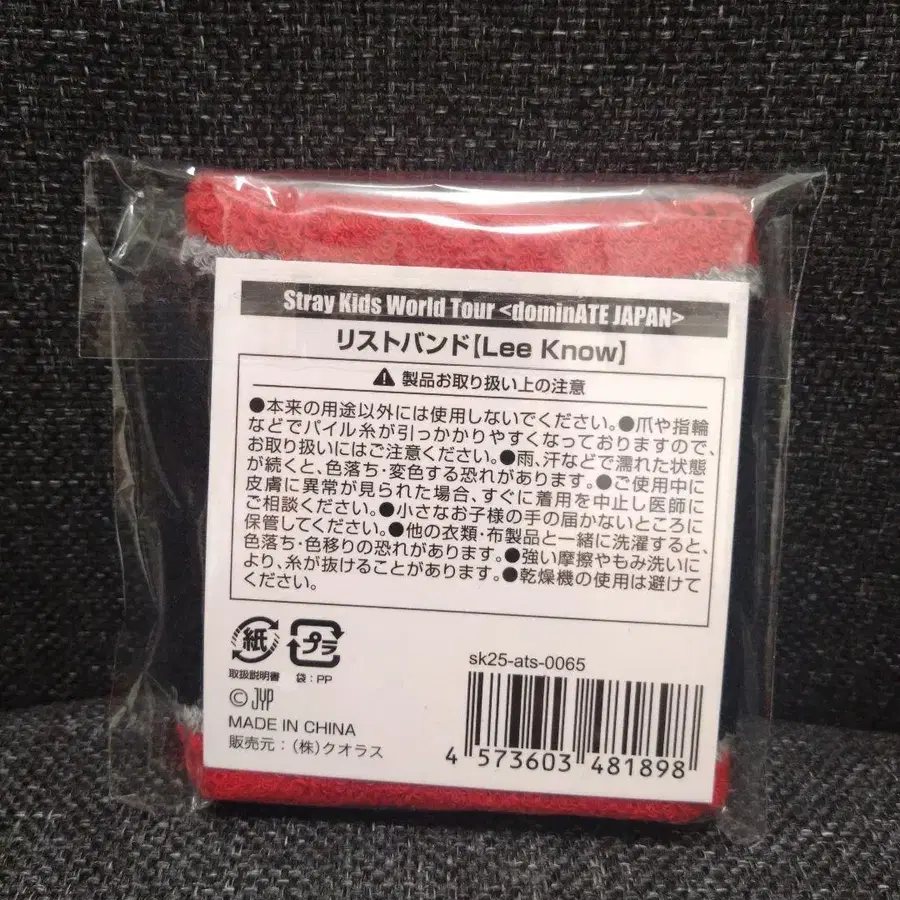 Stray Kids World Tour <dominATE JAPAN>
リストバンド【Lee Know】
製品お取り扱い上の注意
●本来の用途以外には使用しないでください。●爪や指輪
などでパイル糸が引っかかりやすくなっておりますので、
お取り扱いにはご注意ください。●雨、汗などで濡れた状態
が続くと、色落ち・変色する恐れがあります。●ご使用中に
皮膚に異常が見られた場合、すぐに着用を中止し医師に
ご相談ください。●小さなお子様の手の届かないところに
保管してください。●他の衣類・布製品と一緒に洗濯すると、
色落ち・色移りの恐れがあります。●強い摩擦やもみ洗いに
より、糸が抜けることがあります。●乾燥機の使用は避けて
ください。
紙
プラ
取扱説明書
袋：PP
sk25-ats-0065
© JYP
MADE IN CHINA
販売元：（株）クオラス
4 573603 481898